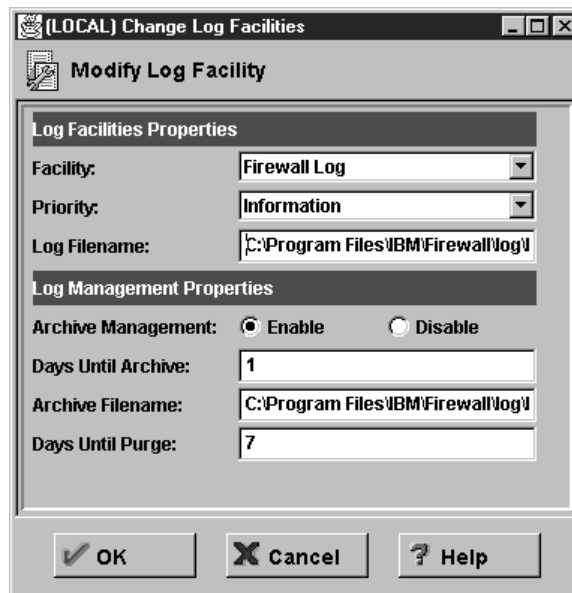 (LOCAL) Change Log Facilities
Modify Log Facility
Log Facilities Properties
Facility: Firewall Log
Priority: Information
Log Filename: C:\Program Files\IBM\Firewall\log\
Log Management Properties
Archive Management: Enable Disable
Days Until Archive: 1
Archive Filename: C:\Program Files\IBM\Firewall\log\
Days Until Purge: 7
OK Cancel Help